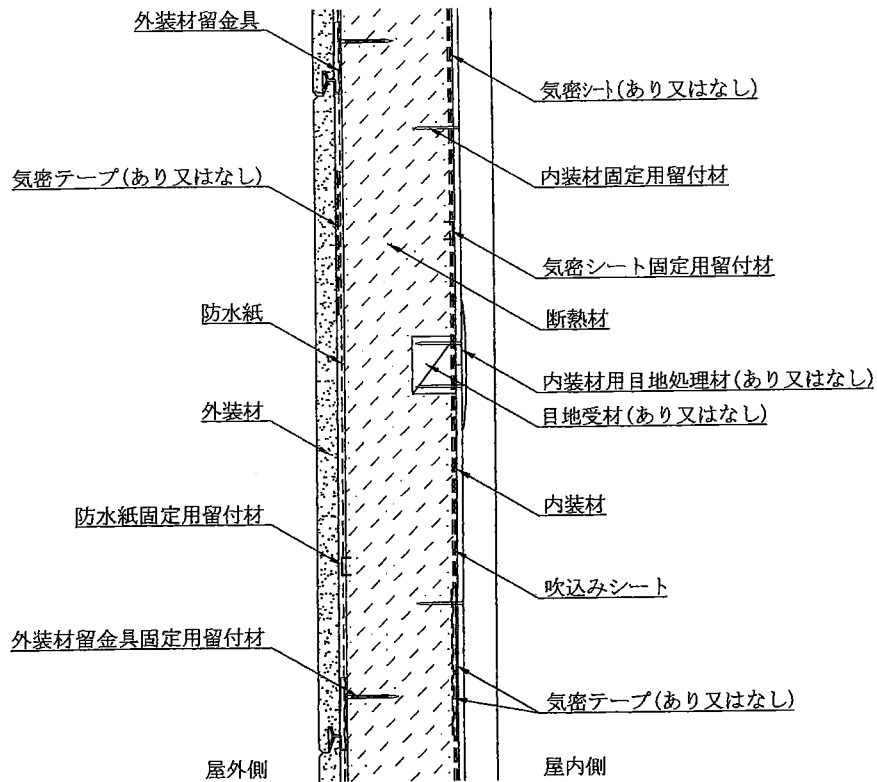 外装材留金具
気密シート(あり又はなし)
内装材固定用留付材
気密テープ(あり又はなし)
気密シート固定用留付材
防水紙
断熱材
内装材用目地処理材(あり又はなし)
外装材
目地受材(あり又はなし)
内装材
防水紙固定用留付材
吹込みシート
外装材留金具固定用留付材
気密テープ(あり又はなし)
屋外側
屋内側